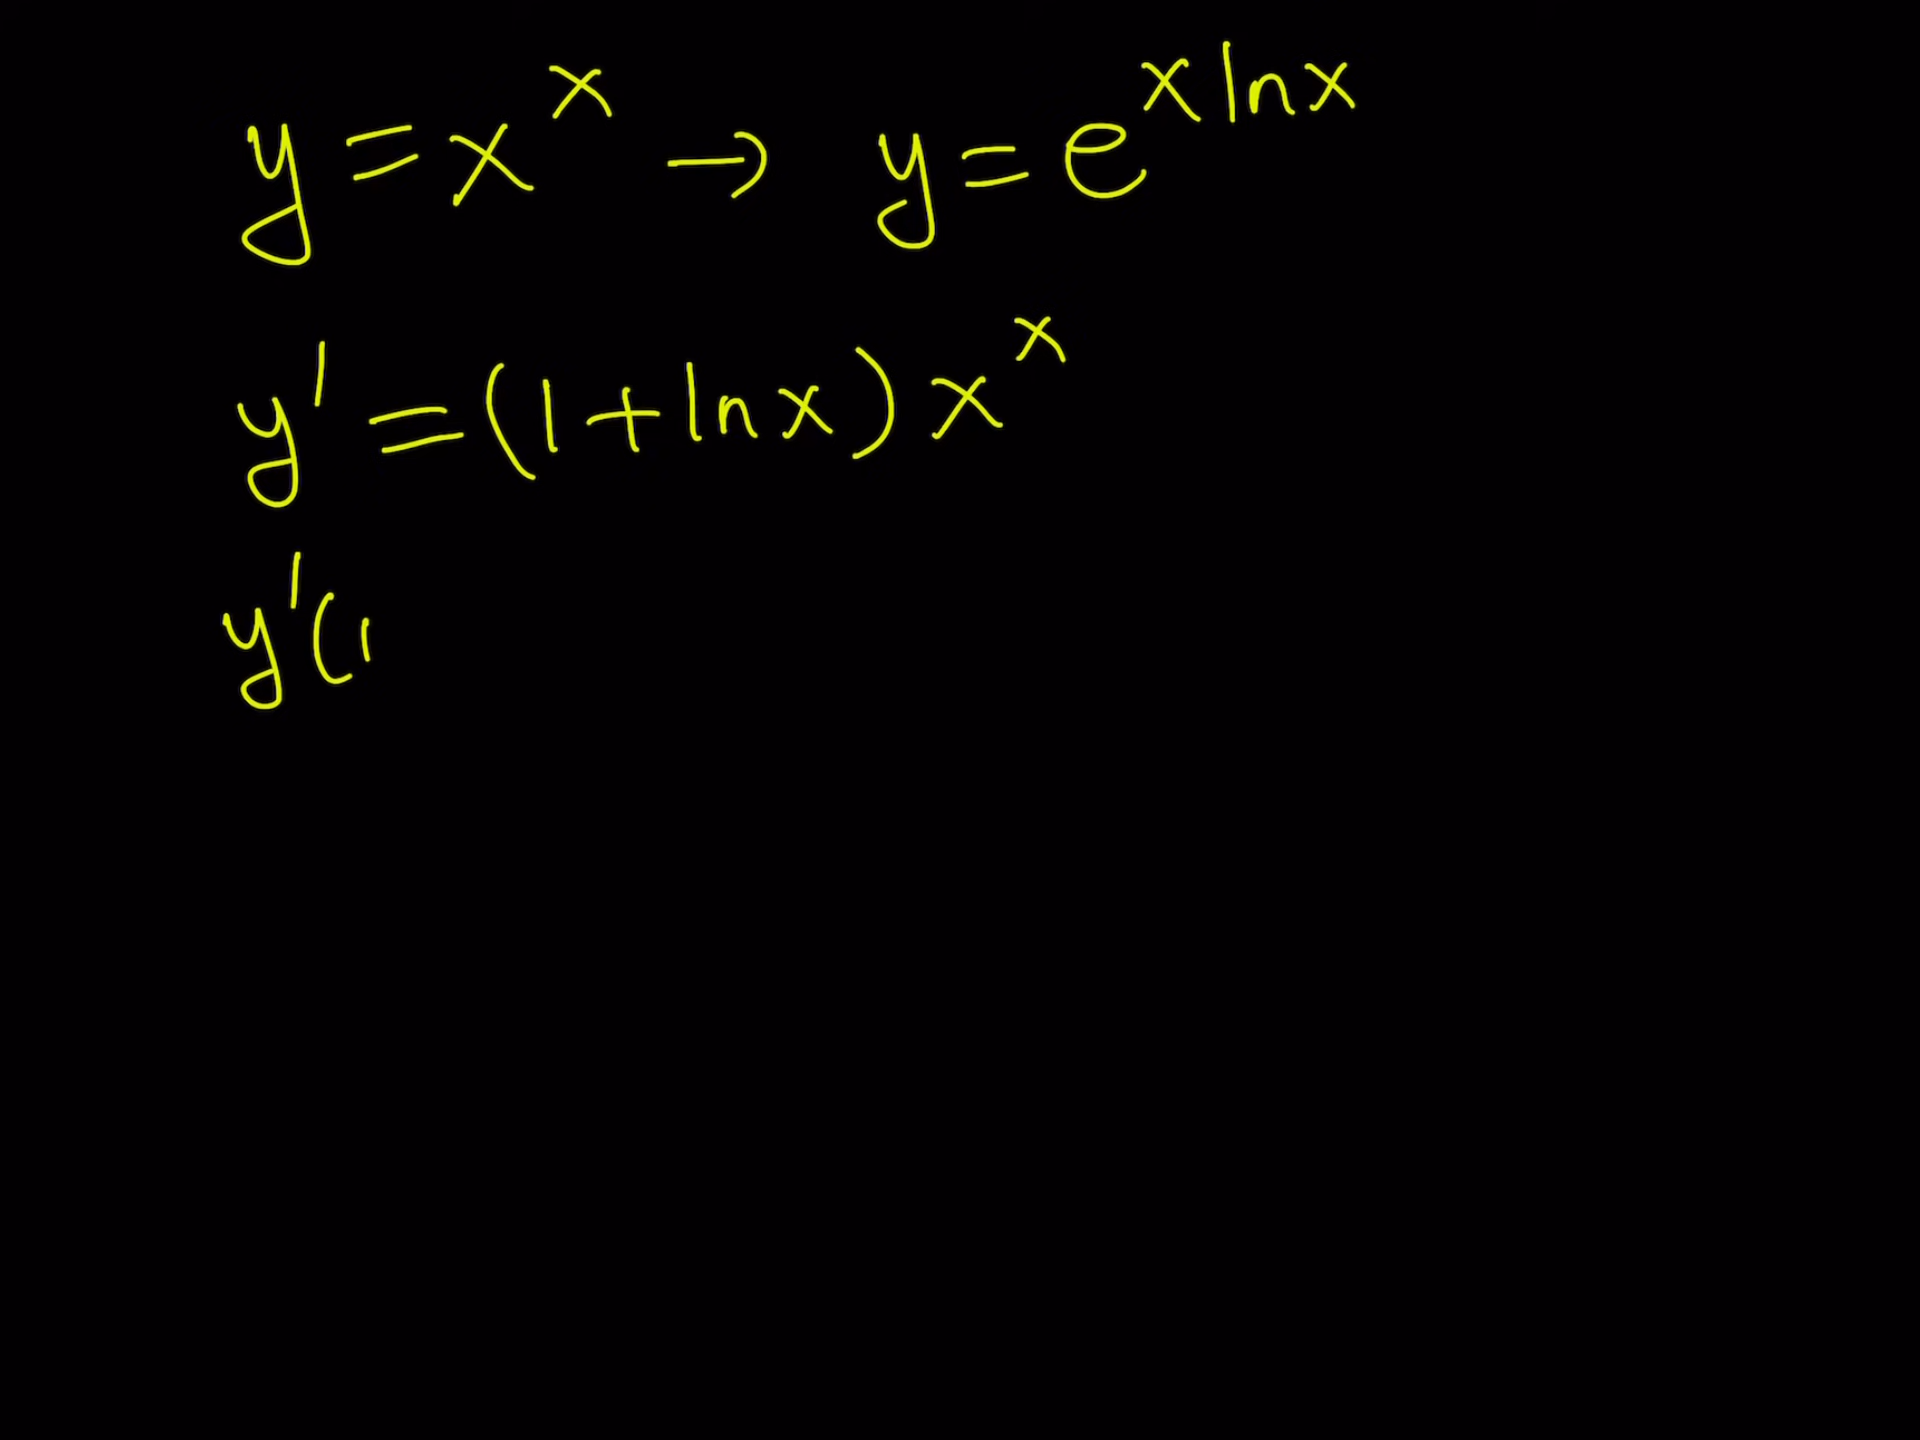 y = x^x → y = e^{x ln x}
y' = (1 + ln x) x^x
y'(1